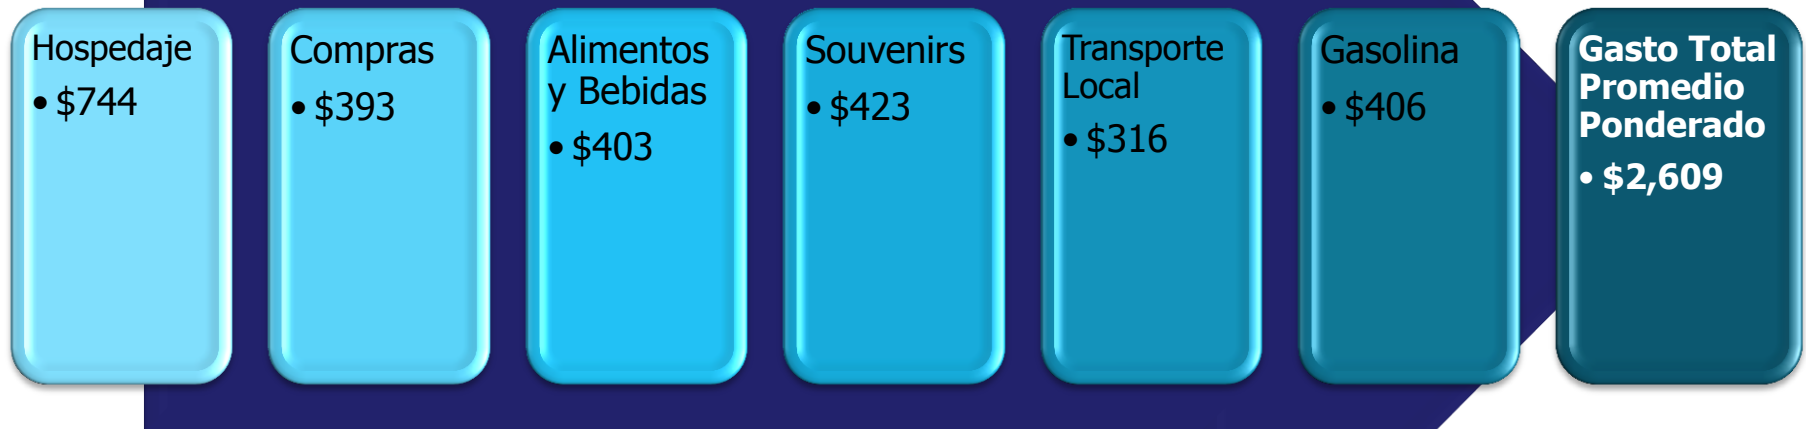 Hospedaje
• $744
Compras
• $393
Alimentos
y Bebidas
• $403
Souvenirs
• $423
Transporte
Local
• $316
Gasolina
• $406
Gasto Total
Promedio
Ponderado
• $2,609